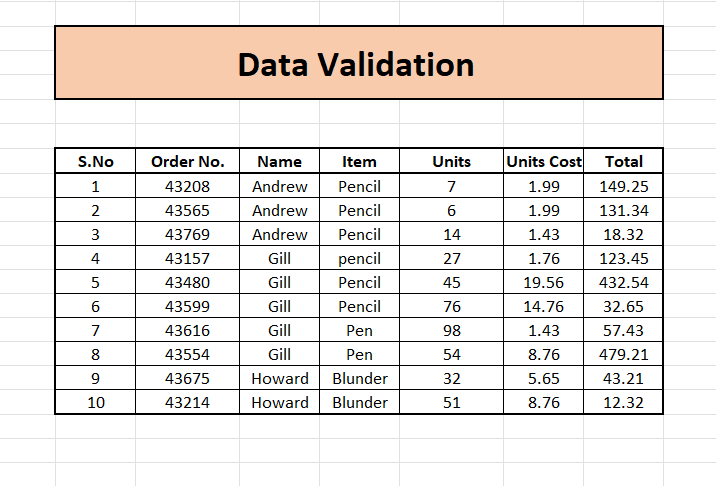 Data Validation
S.No Order No. Name Item Units Units Cost Total
1 43208 Andrew Pencil 7 1.99 149.25
2 43565 Andrew Pencil 6 1.99 131.34
3 43769 Andrew Pencil 14 1.43 18.32
4 43157 Gill pencil 27 1.76 123.45
5 43480 Gill Pencil 45 19.56 432.54
6 43599 Gill Pencil 76 14.76 32.65
7 43616 Gill Pen 98 1.43 57.43
8 43554 Gill Pen 54 8.76 479.21
9 43675 Howard Blunder 32 5.65 43.21
10 43214 Howard Blunder 51 8.76 12.32